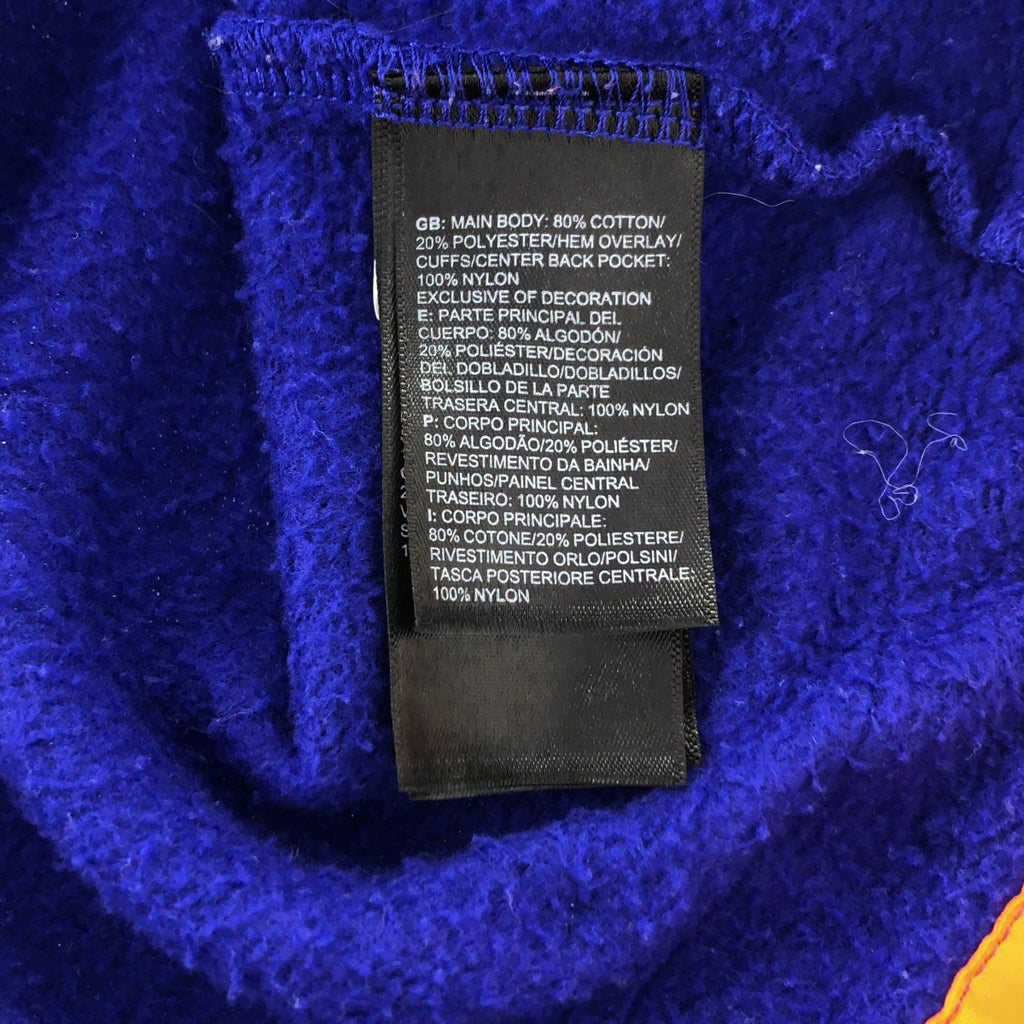 GB: MAIN BODY: 80% COTTON/
20% POLYESTER/HEM OVERLAY/
CUFFS/CENTER BACK POCKET:
100% NYLON
EXCLUSIVE OF DECORATION
E: PARTE PRINCIPAL DEL
CUERPO: 80% ALGODÓN/
20% POLIÉSTER/DECORACIÓN
DEL DOBLADILLO/DOBLADILLOS/
BOLSILLO DE LA PARTE
TRASERA CENTRAL: 100% NYLON
P: CORPO PRINCIPAL:
80% ALGODÃO/20% POLIÉSTER/
REVESTIMENTO DA BAINHA/
PUNHOS/PAINEL CENTRAL
TRASEIRO: 100% NYLON
I: CORPO PRINCIPALE:
80% COTONE/20% POLIESTERE/
RIVESTIMENTO ORLO/POLSINI/
TASCA POSTERIORE CENTRALE:
100% NYLON